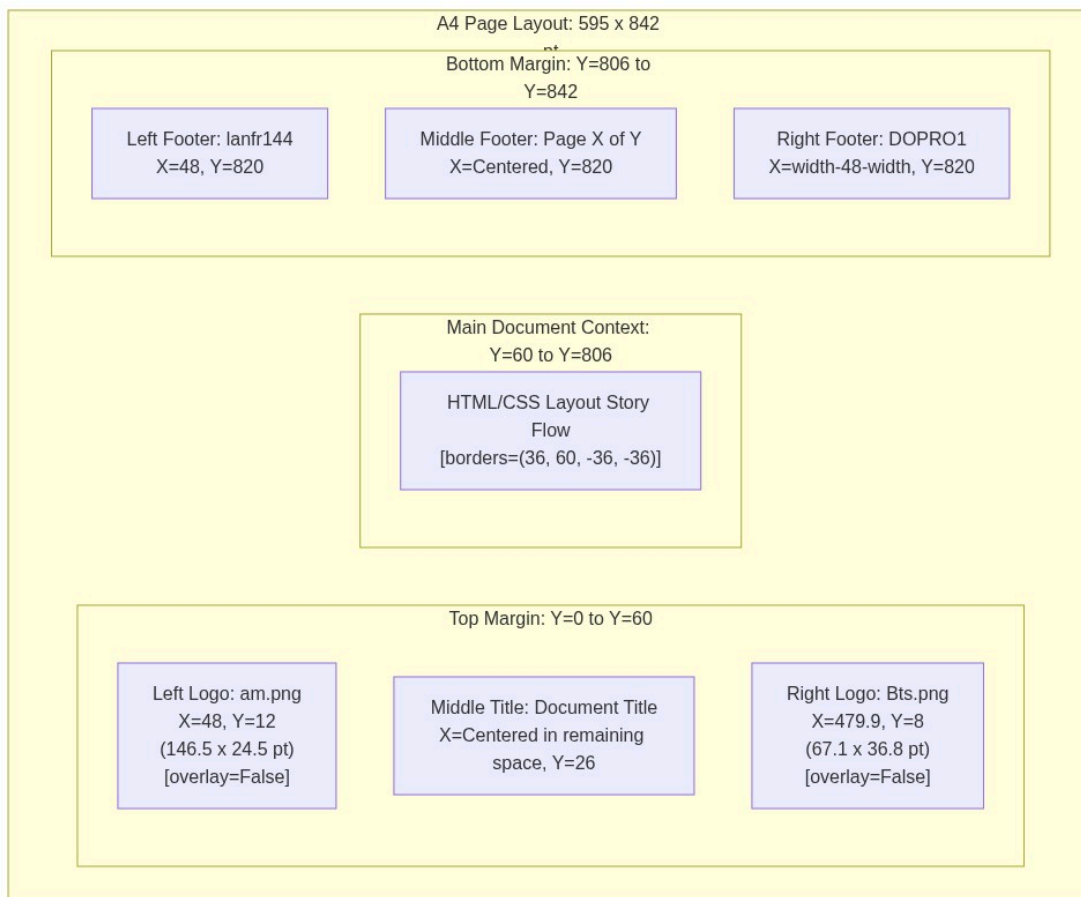 A4 Page Layout: 595 x 842
pt
Bottom Margin: Y=806 to
Y=842
Left Footer: lanfr144
X=48, Y=820
Middle Footer: Page X of Y
X=Centered, Y=820
Right Footer: DOPRO1
X=width-48-width, Y=820
Main Document Context:
Y=60 to Y=806
HTML/CSS Layout Story
Flow
[borders=(36, 60, -36, -36)]
Top Margin: Y=0 to Y=60
Left Logo: am.png
X=48, Y=12
(146.5 x 24.5 pt)
[overlay=False]
Middle Title: Document Title
X=Centered in remaining
space, Y=26
Right Logo: Bts.png
X=479.9, Y=8
(67.1 x 36.8 pt)
[overlay=False]